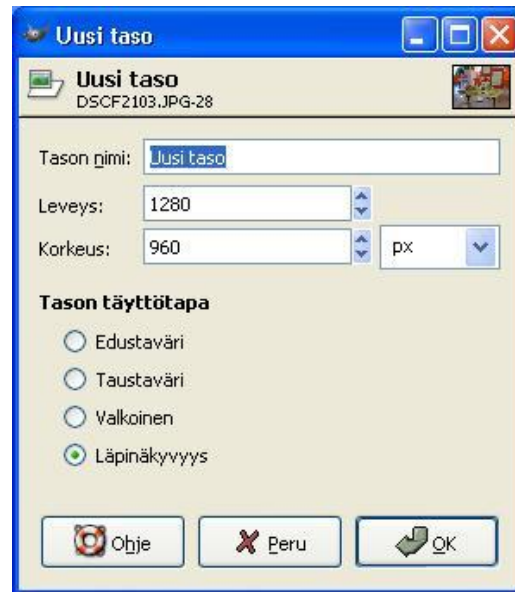 Uusi taso
Uusi taso
DSCF2103.JPG-28
Tason nimi: Uusi taso
Leveys: 1280
Korkeus: 960 px
Tason täyttötapa
Edustaväri
Taustaväri
Valkoinen
Läpinäkyvyys
Ohje Peru OK